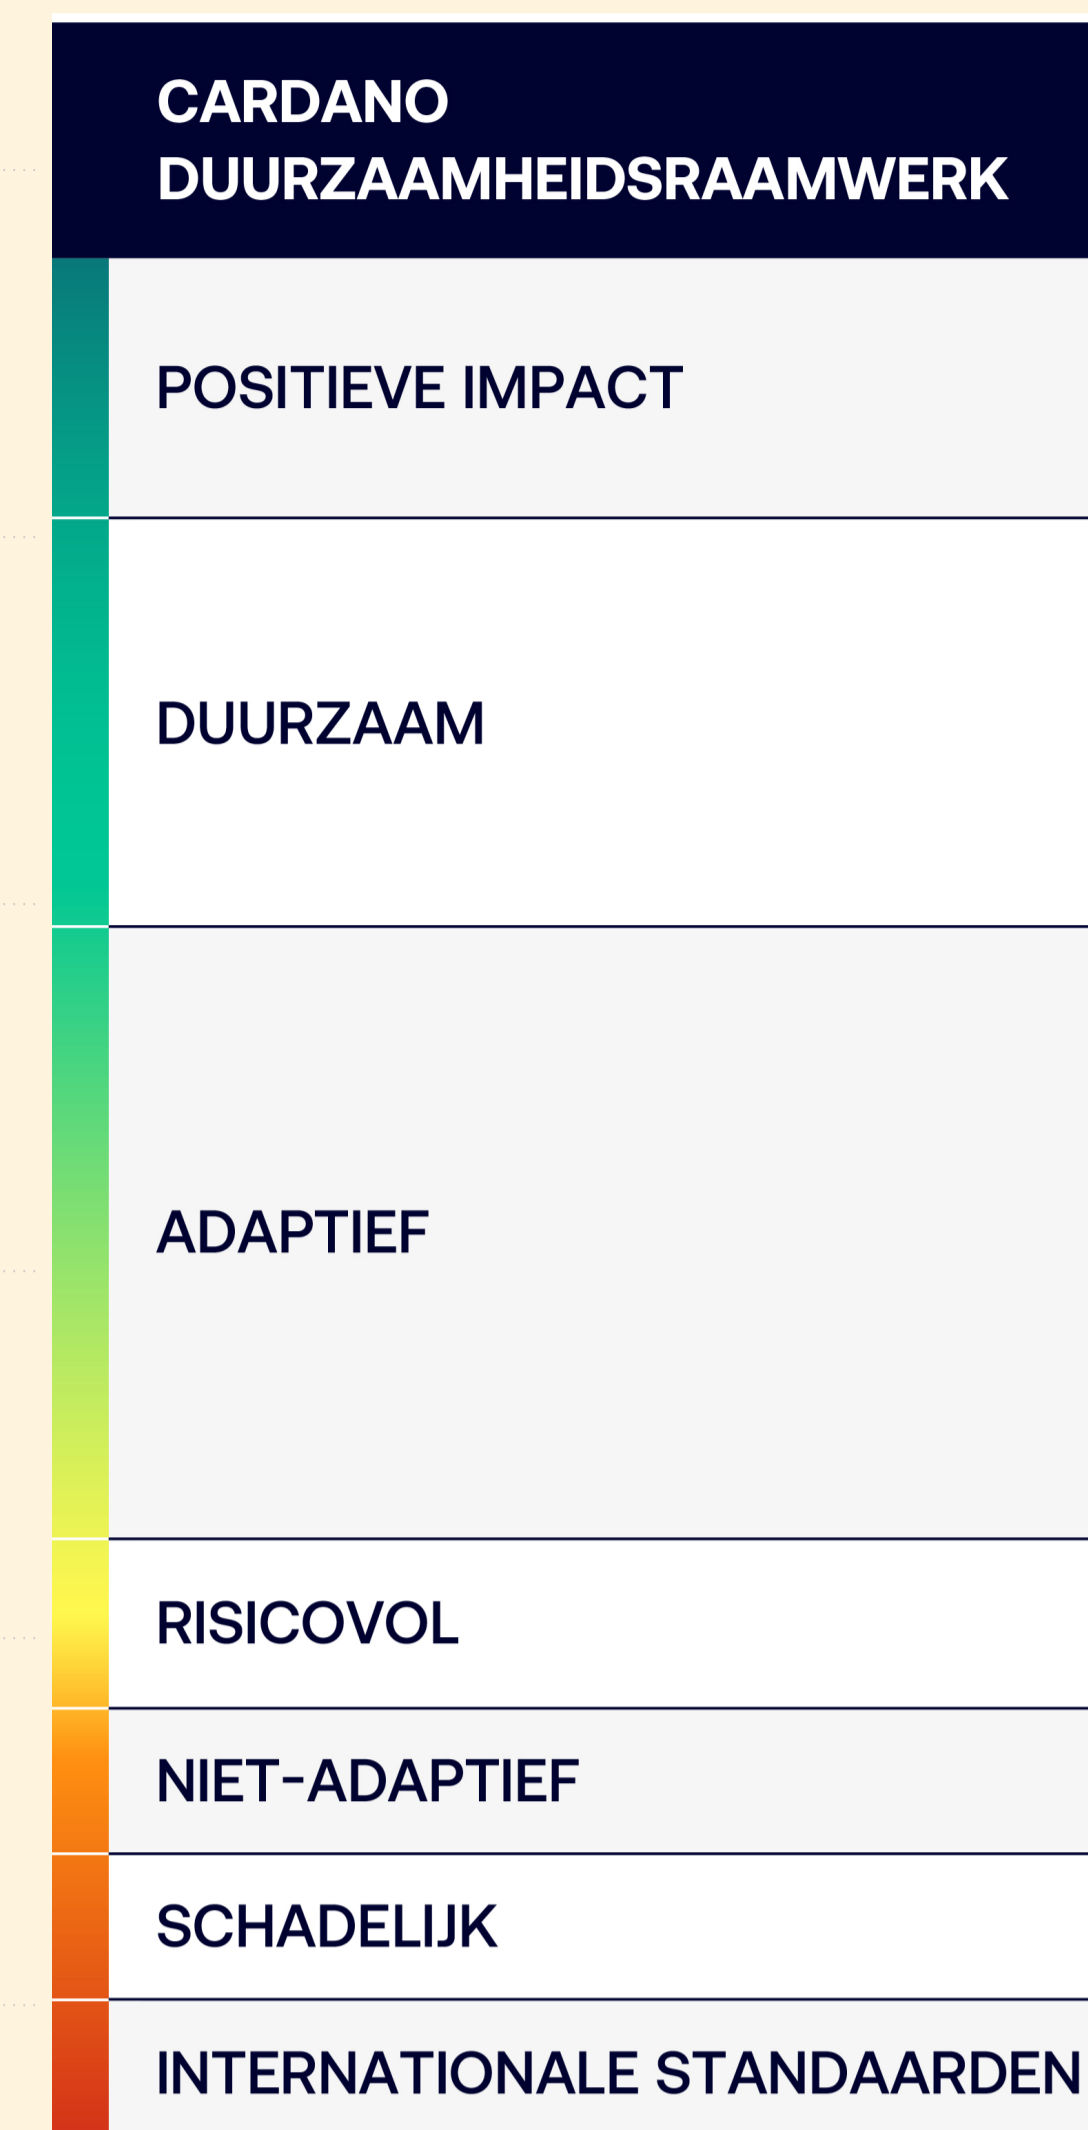 CARDANO
DUURZAAMHEIDSRAAMWERK
POSITIEVE IMPACT
DUURZAAM
ADAPTIEF
RISICOVOL
NIET-ADAPTIEF
SCHADELIJK
INTERNATIONALE STANDAARDEN